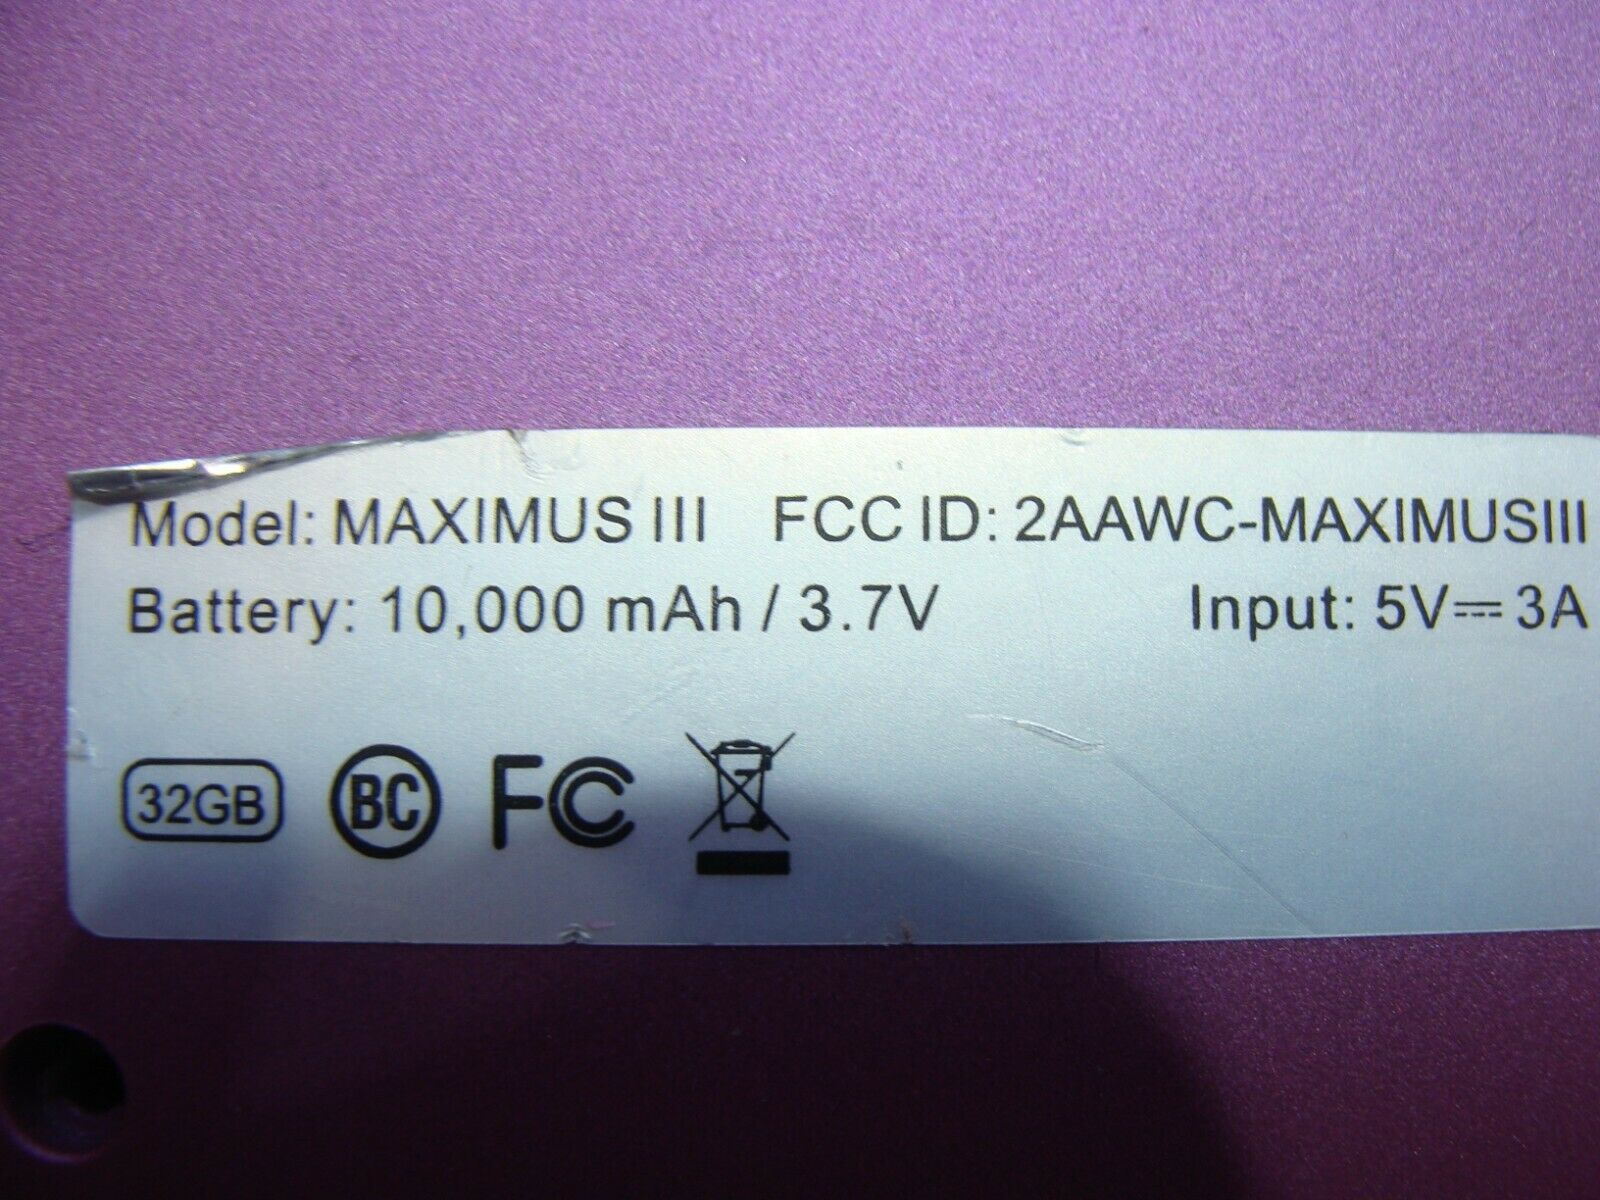 Model: MAXIMUS III FCC ID: 2AAWC-MAXIMUSIII
Battery: 10,000 mAh / 3.7V Input: 5V⎓3A
32GB BC FC